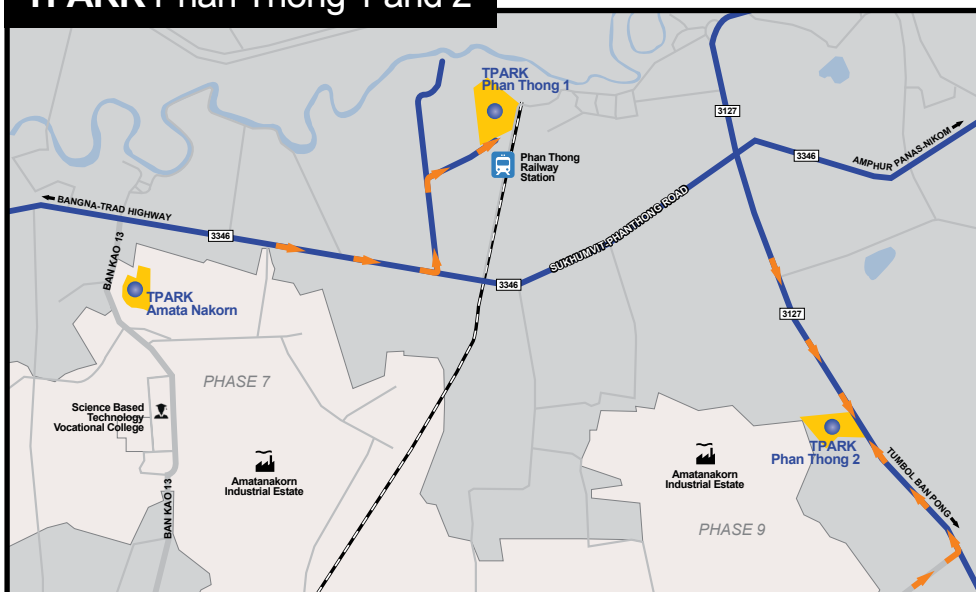 TPARK Phan Thong 1 and 2
TPARK
Phan Thong 1
3127
Phan Thong
Railway
Station
3346
AMPHUR PANAS-NIKOM
BANGNA-TRAD HIGHWAY
3346
SUKHUMVIT-PHANTHONG ROAD
BAN KAO 13
3346
TPARK
Amata Nakorn
3127
PHASE 7
Science Based
Technology
Vocational College
TPARK
Phan Thong 2
Amatanakorn
Industrial Estate
Amatanakorn
Industrial Estate
TUMBOL BAN PONG
BAN KAO 13
PHASE 9